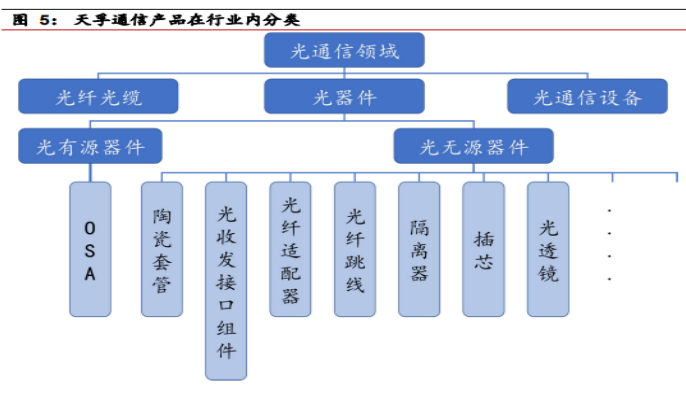 图 5： 天孚通信产品在行业内分类
光通信领域
光纤光缆
光器件
光通信设备
光有源器件
光无源器件
OSA
陶瓷套管
光收发接口组件
光纤适配器
光纤跳线
隔离器
插芯
光透镜
. . . .